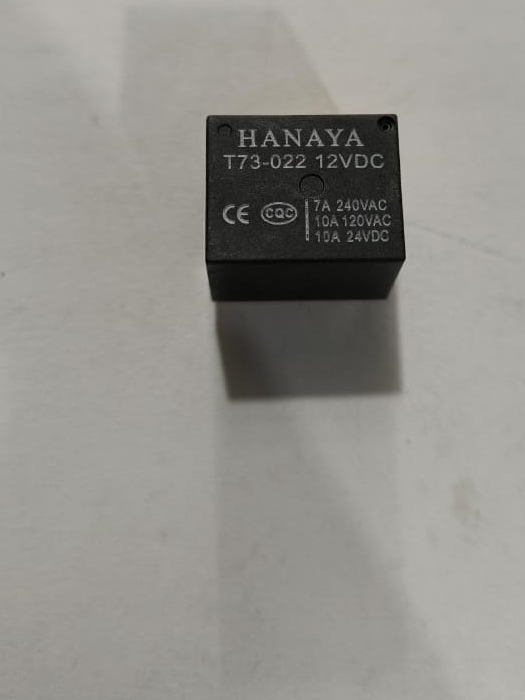 HANAYA
T73-022 12VDC
CE CQC
7A 240VAC
10A 120VAC
10A 24VDC